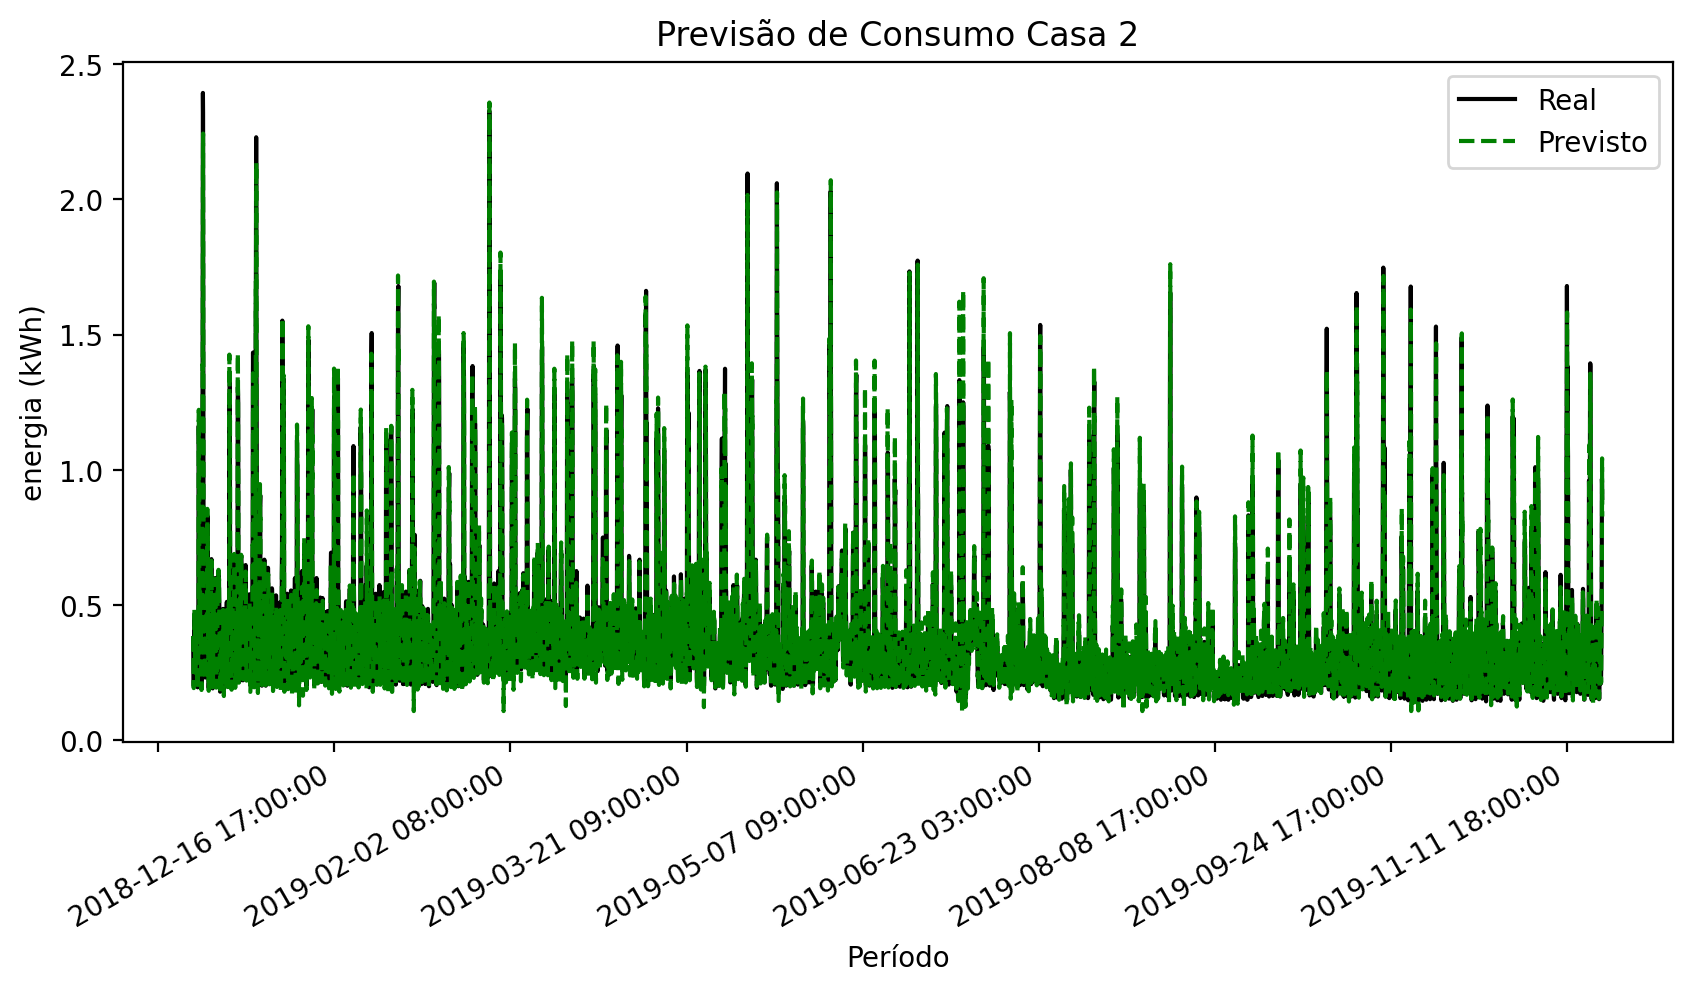 Previsão de Consumo Casa 2
2.5
2.0
1.5
1.0
0.5
0.0
energia (kWh)
Real
Previsto
2018-12-16 17:00:00
2019-02-02 08:00:00
2019-03-21 09:00:00
2019-05-07 09:00:00
2019-06-23 03:00:00
2019-08-08 17:00:00
2019-09-24 17:00:00
2019-11-11 18:00:00
Período